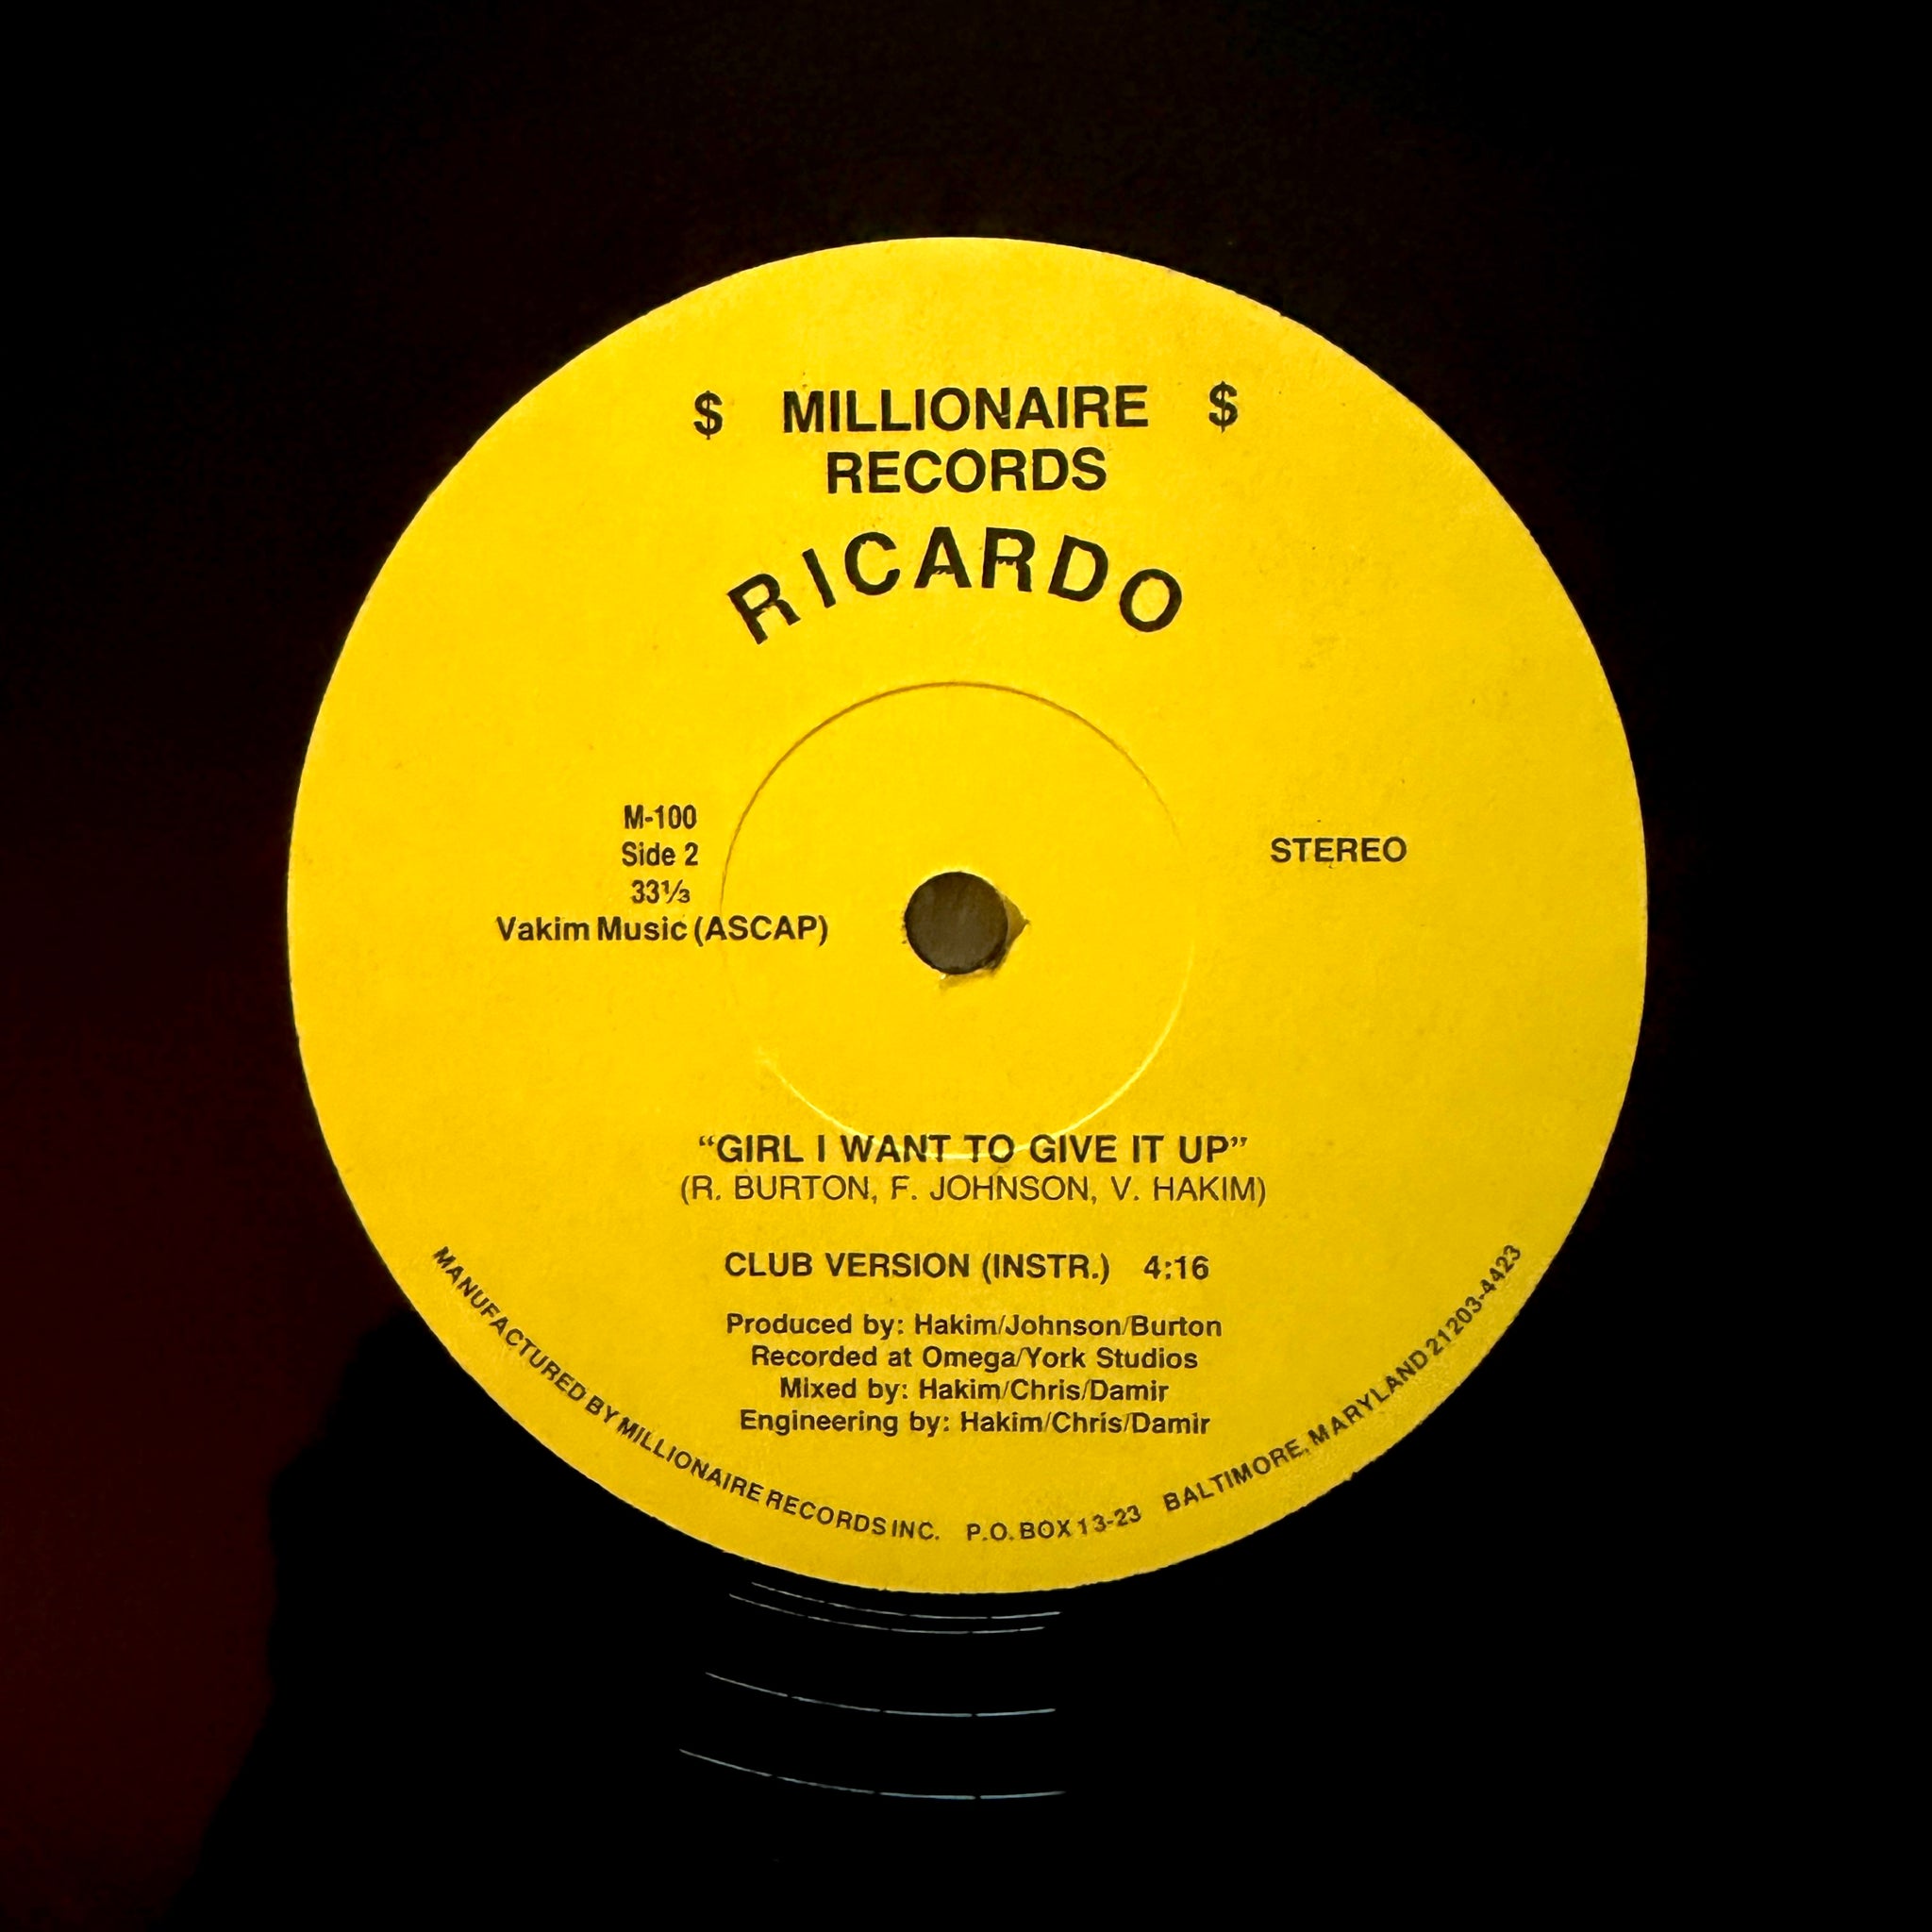 $ MILLIONAIRE $
RECORDS
RICARDO
M-100
Side 2
33⅓
Vakim Music (ASCAP)
STEREO
“GIRL I WANT TO GIVE IT UP”
(R. BURTON, F. JOHNSON, V. HAKIM)
CLUB VERSION (INSTR.) 4:16
Produced by: Hakim/Johnson/Burton
Recorded at Omega/York Studios
Mixed by: Hakim/Chris/Damir
Engineering by: Hakim/Chris/Damir
MANUFACTURED BY MILLIONAIRE RECORDS INC. P.O. BOX 13-23 BALTIMORE, MARYLAND 21203-4423